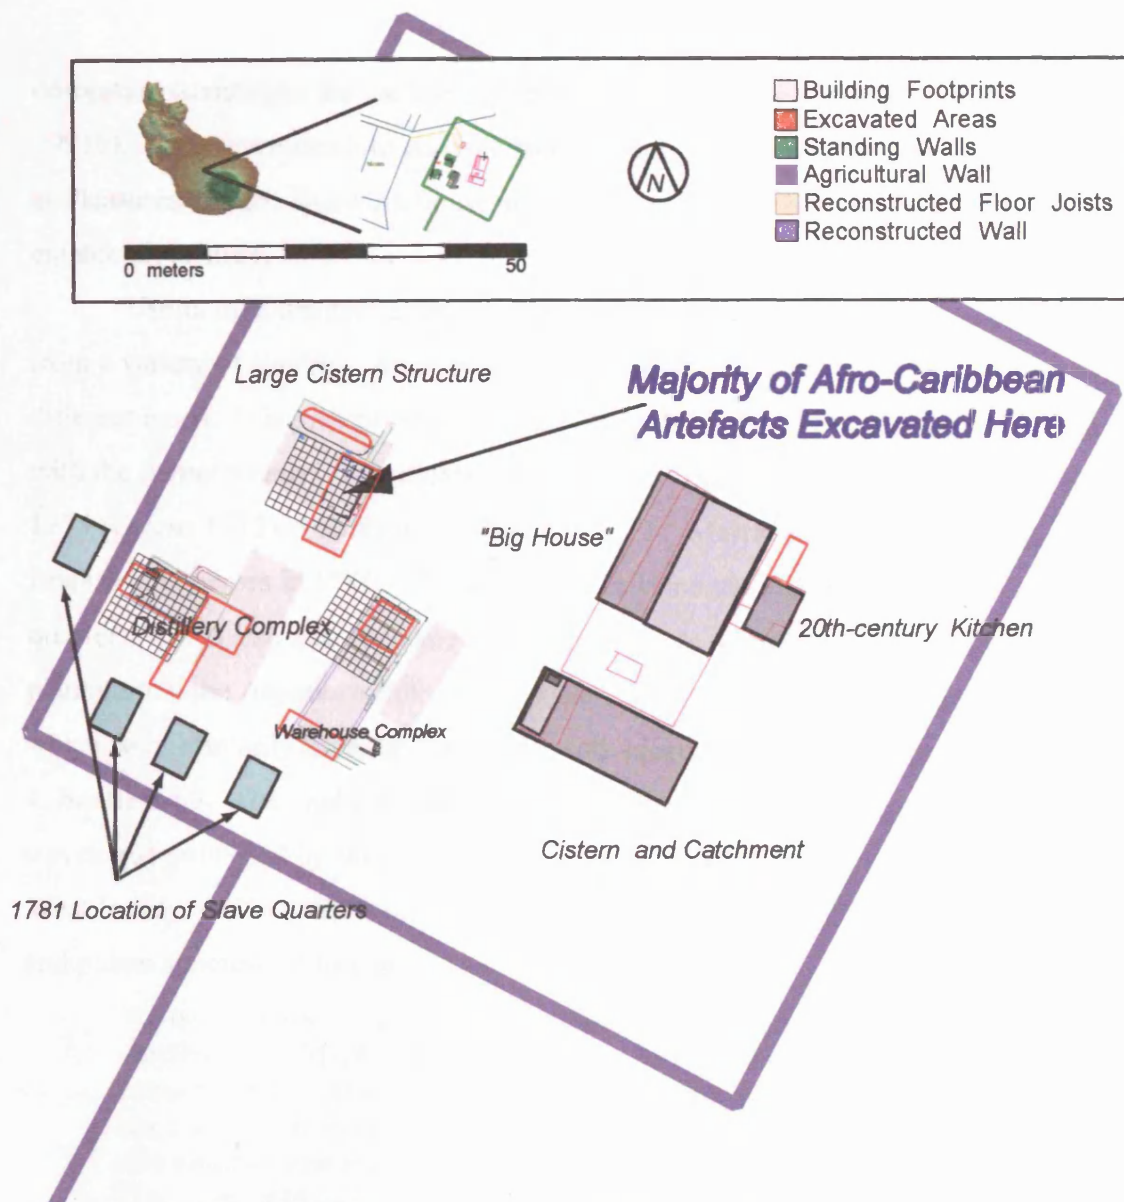 Building Footprints
Excavated Areas
Standing Walls
Agricultural Wall
Reconstructed Floor Joists
Reconstructed Wall
N
0 meters 50
Large Cistern Structure
Majority of Afro-Caribbean
Artefacts Excavated Here
"Big House"
Distillery Complex
20th-century Kitchen
Warehouse Complex
Cistern and Catchment
1781 Location of Slave Quarters